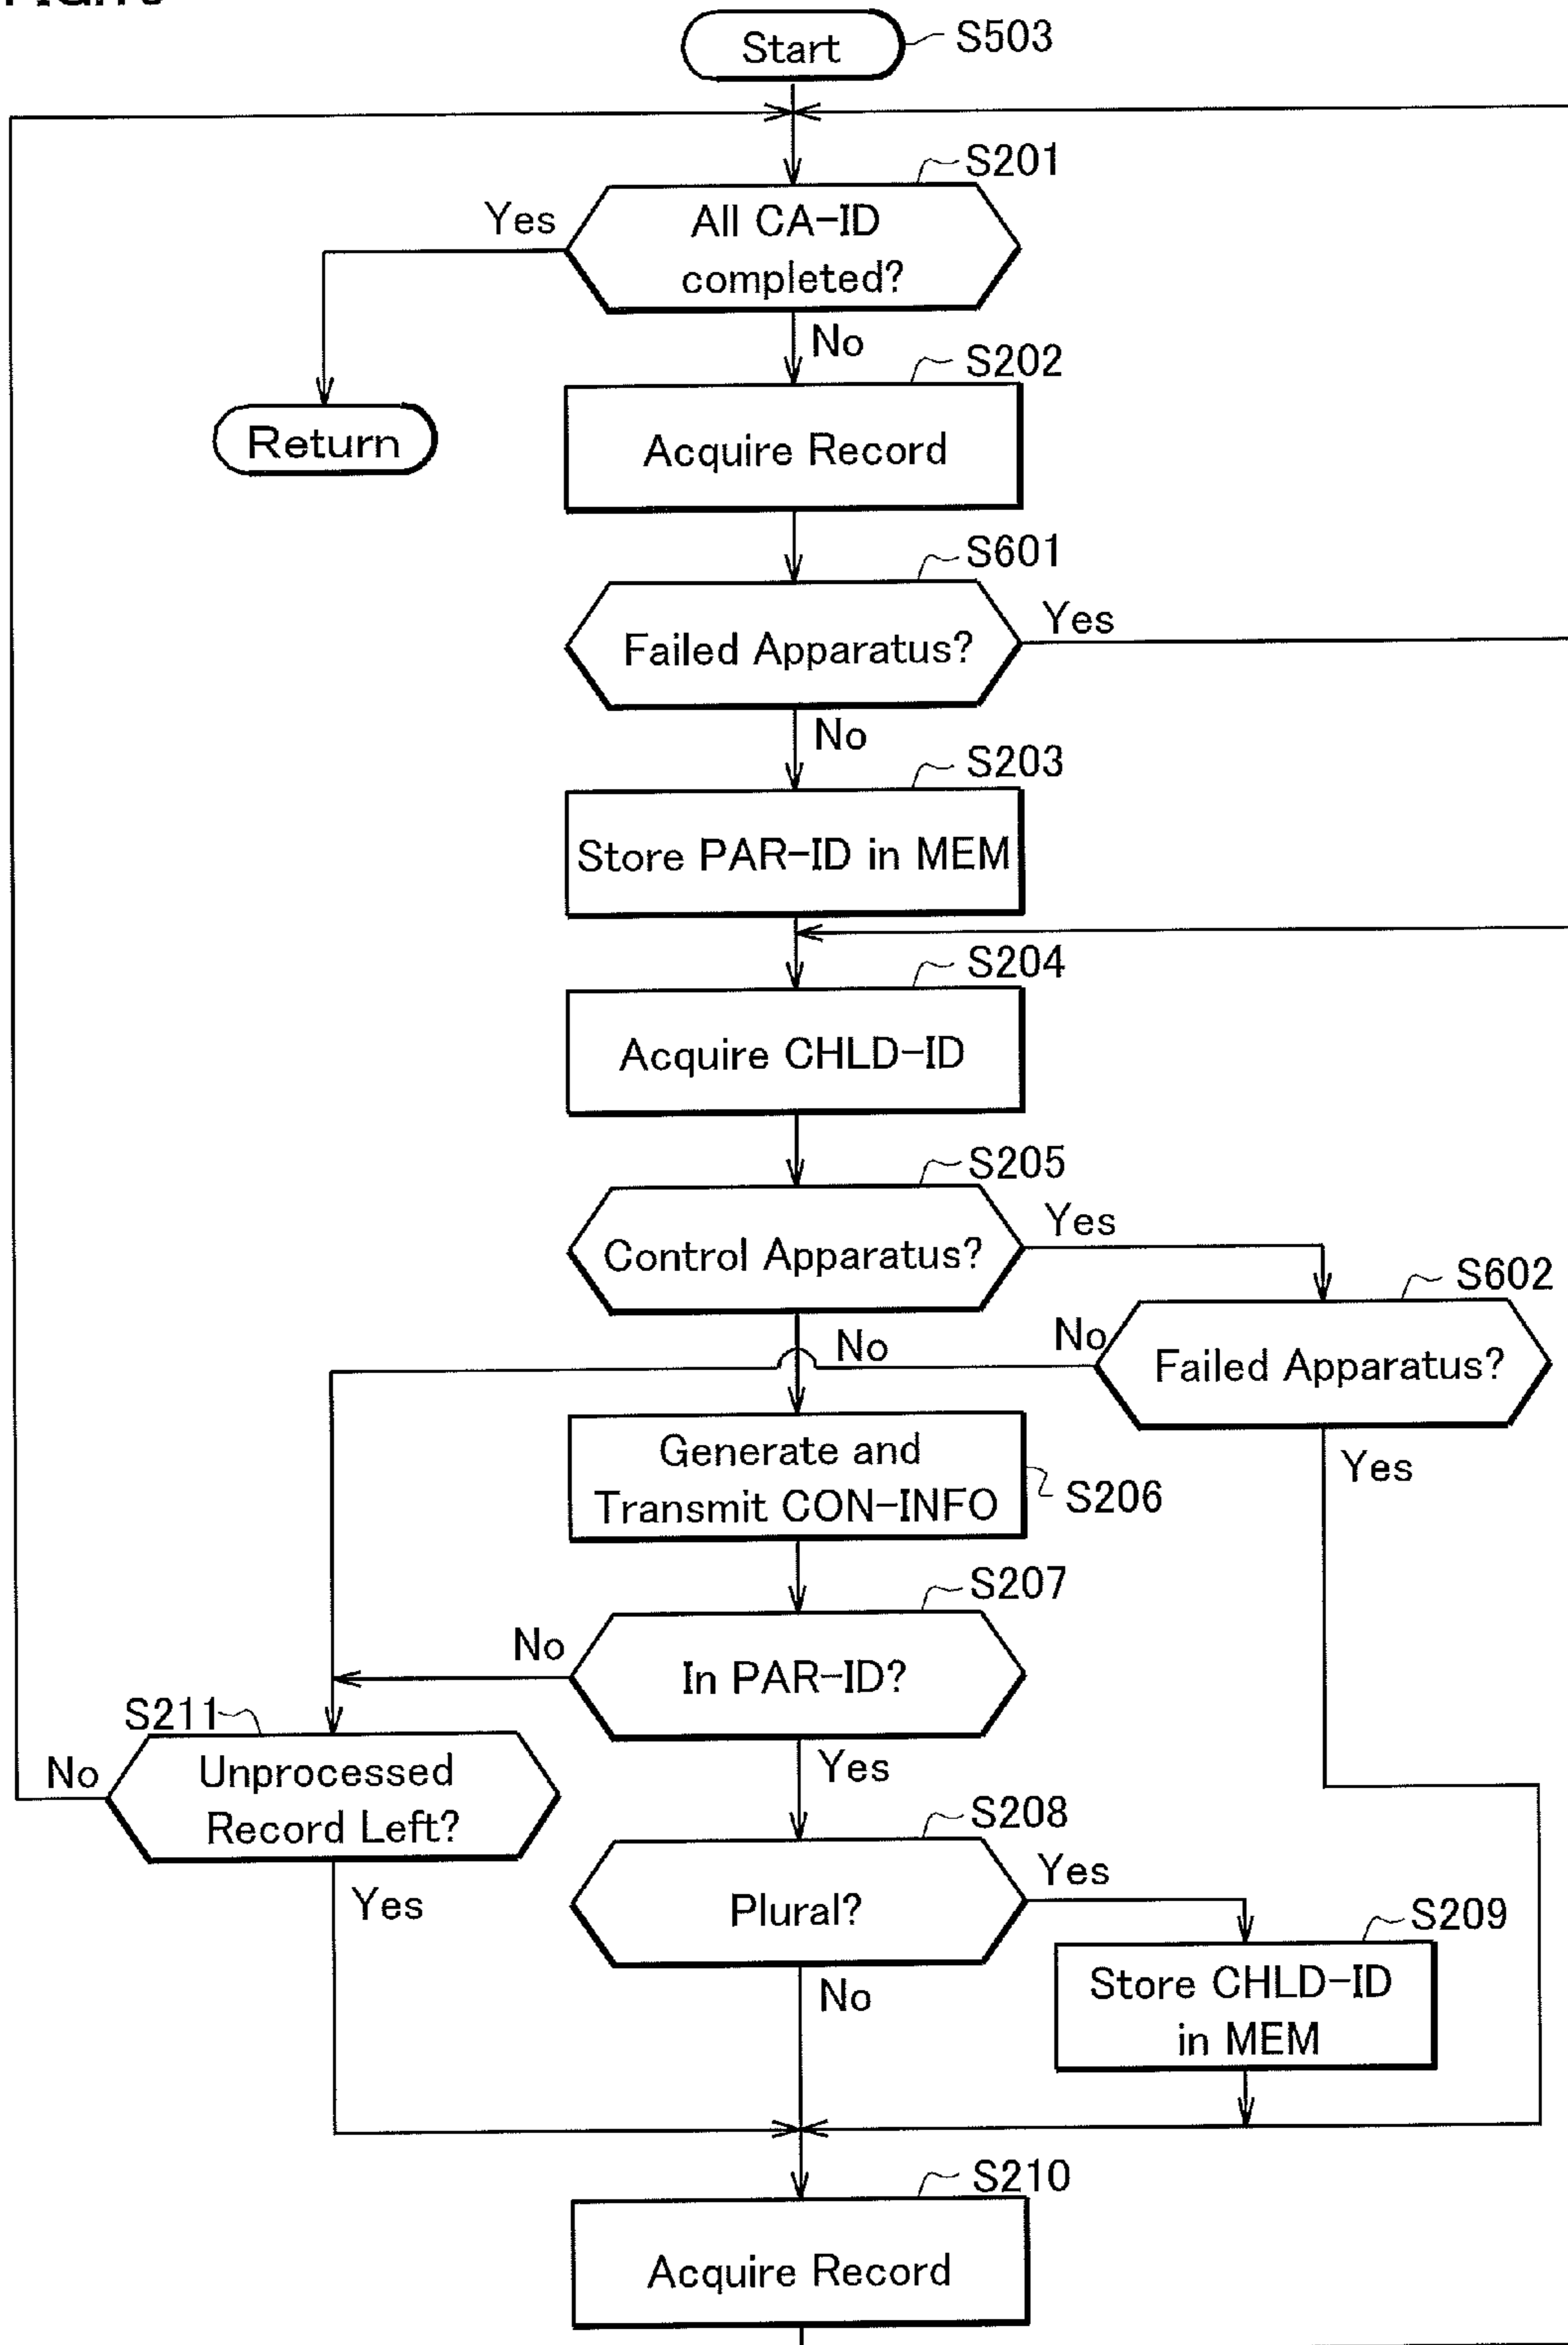 Start
S503
S201
Yes
All CA-ID
completed?
No
S202
Return
Acquire Record
S601
Failed Apparatus?
Yes
No
S203
Store PAR-ID in MEM
S204
Acquire CHLD-ID
S205
Control Apparatus?
Yes
S602
No
No
Failed Apparatus?
Generate and
Transmit CON-INFO
S206
Yes
S207
No
In PAR-ID?
S211
No
Unprocessed
Record Left?
Yes
S208
Yes
Plural?
Yes
S209
No
Store CHLD-ID
in MEM
S210
Acquire Record